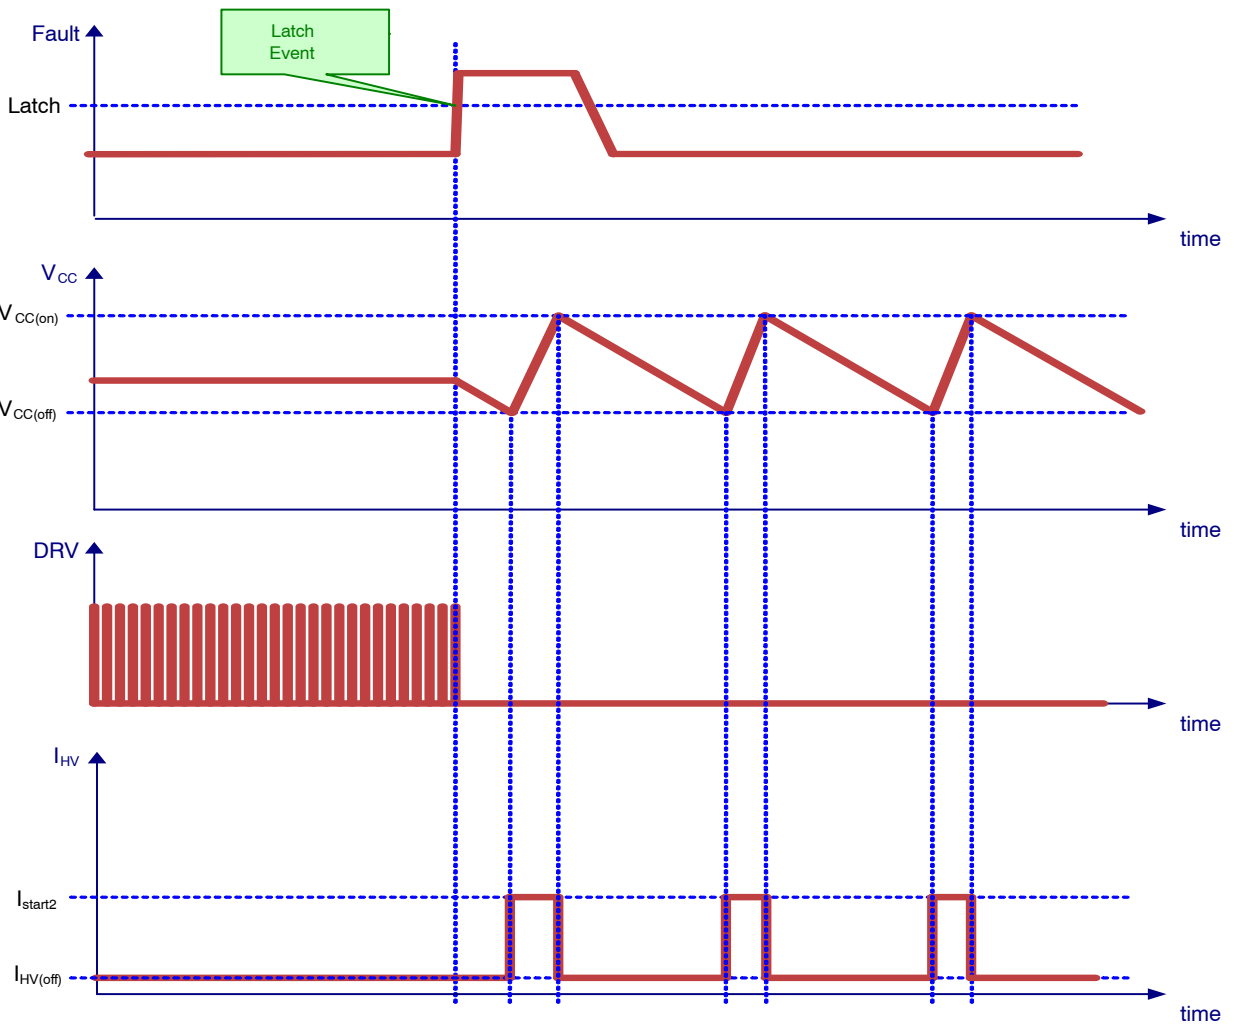 Fault
Latch
Event
Latch
time
VCC
VCC(on)
VCC(off)
time
DRV
time
IHV
Istart2
IHV(off)
time